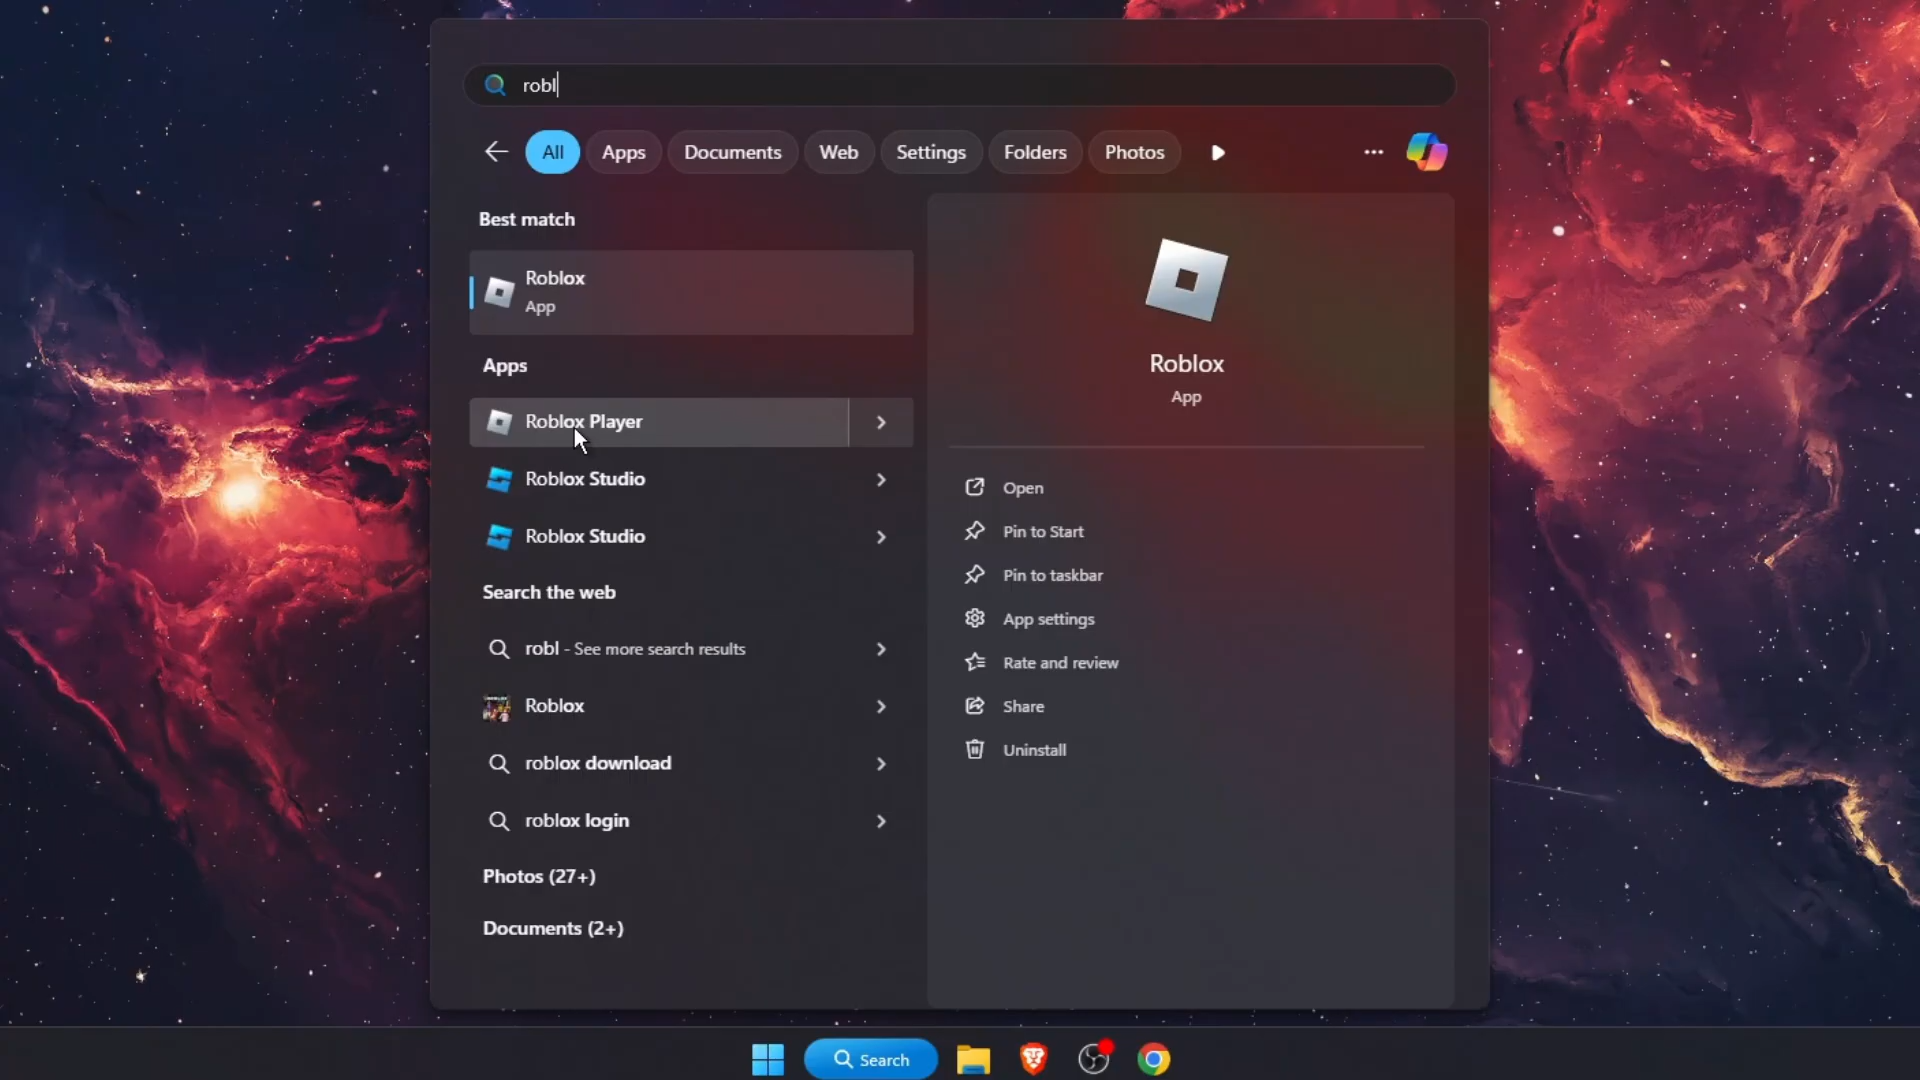 robl
All Apps Documents Web Settings Folders Photos
Best match
Roblox
App
Apps
Roblox Player
Roblox Studio
Roblox Studio
Search the web
robl - See more search results
Roblox
roblox download
roblox login
Photos (27+)
Documents (2+)
Roblox
App
Open
Pin to Start
Pin to taskbar
App settings
Rate and review
Share
Uninstall
Search